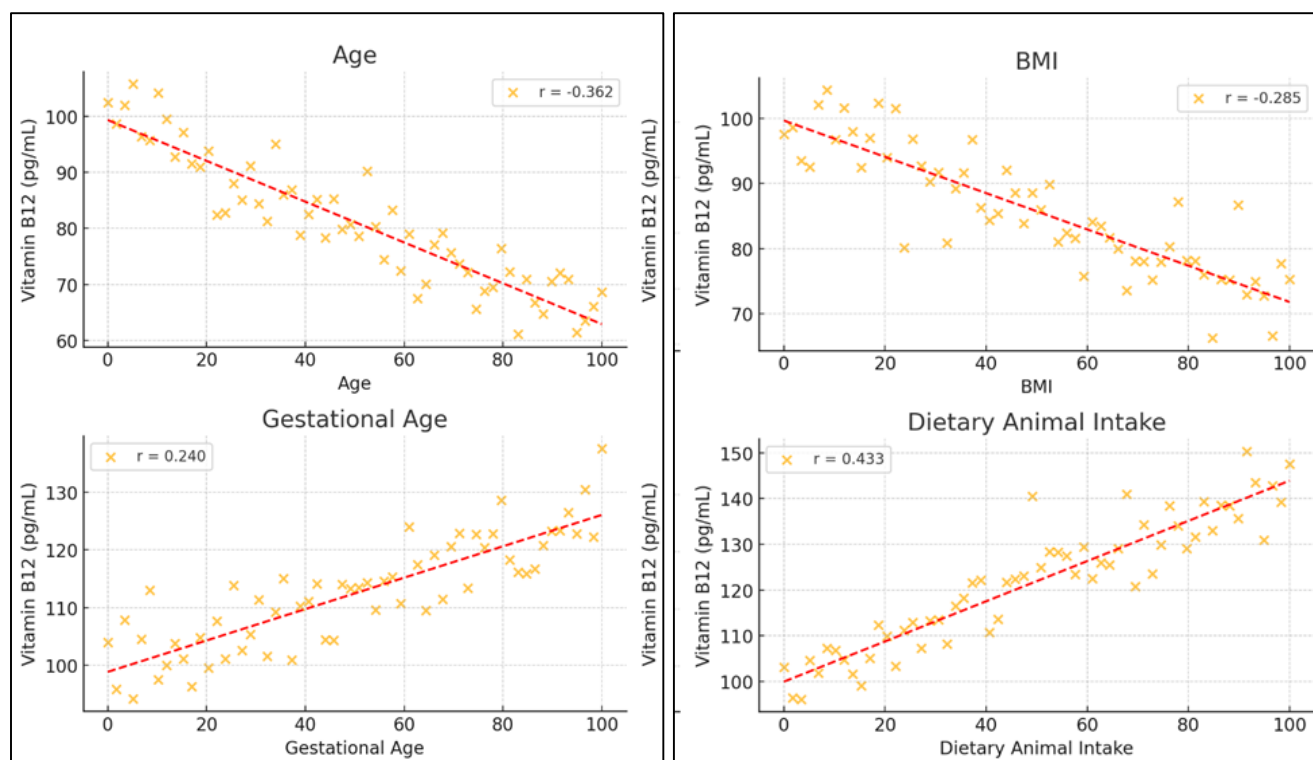 Age
r = -0.362
Vitamin B12 (pg/mL)
100
90
80
70
60
0 20 40 60 80 100
Age
BMI
r = -0.285
Vitamin B12 (pg/mL)
100
90
80
70
0 20 40 60 80 100
BMI
Gestational Age
r = 0.240
Vitamin B12 (pg/mL)
130
120
110
100
0 20 40 60 80 100
Gestational Age
Dietary Animal Intake
r = 0.433
Vitamin B12 (pg/mL)
150
140
130
120
110
100
0 20 40 60 80 100
Dietary Animal Intake